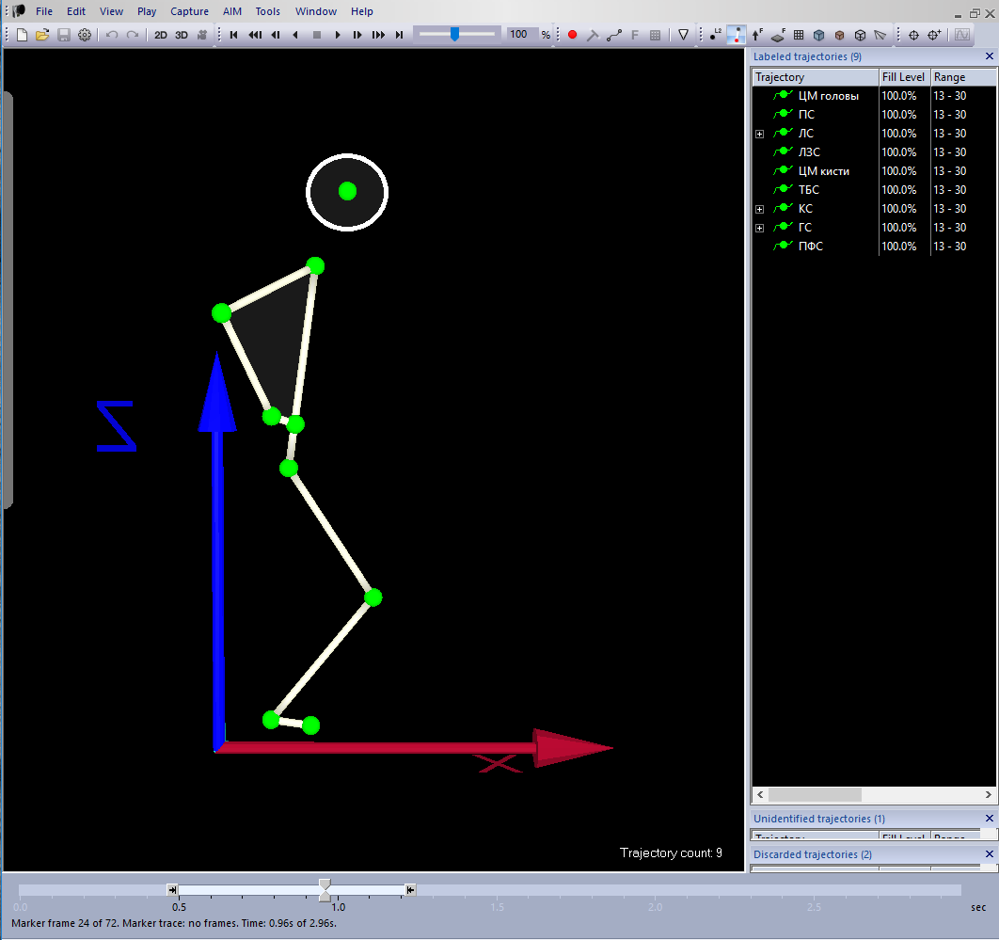 File Edit View Play Capture AIM Tools Window Help
2D 3D 100 % F L2 F F
Labeled trajectories (9)
Trajectory Fill Level Range
ЦМ головы 100.0% 13 - 30
ПС 100.0% 13 - 30
ЛС 100.0% 13 - 30
ЛЗС 100.0% 13 - 30
ЦМ кисти 100.0% 13 - 30
ТБС 100.0% 13 - 30
КС 100.0% 13 - 30
ГС 100.0% 13 - 30
ПФС 100.0% 13 - 30
Z
X
Unidentified trajectories (1)
Trajectory Fill Level Range
Trajectory count: 9
Discarded trajectories (2)
0.0 0.5 1.0 1.5 2.0 2.5 sec
Marker frame 24 of 72. Marker trace: no frames. Time: 0.96s of 2.96s.